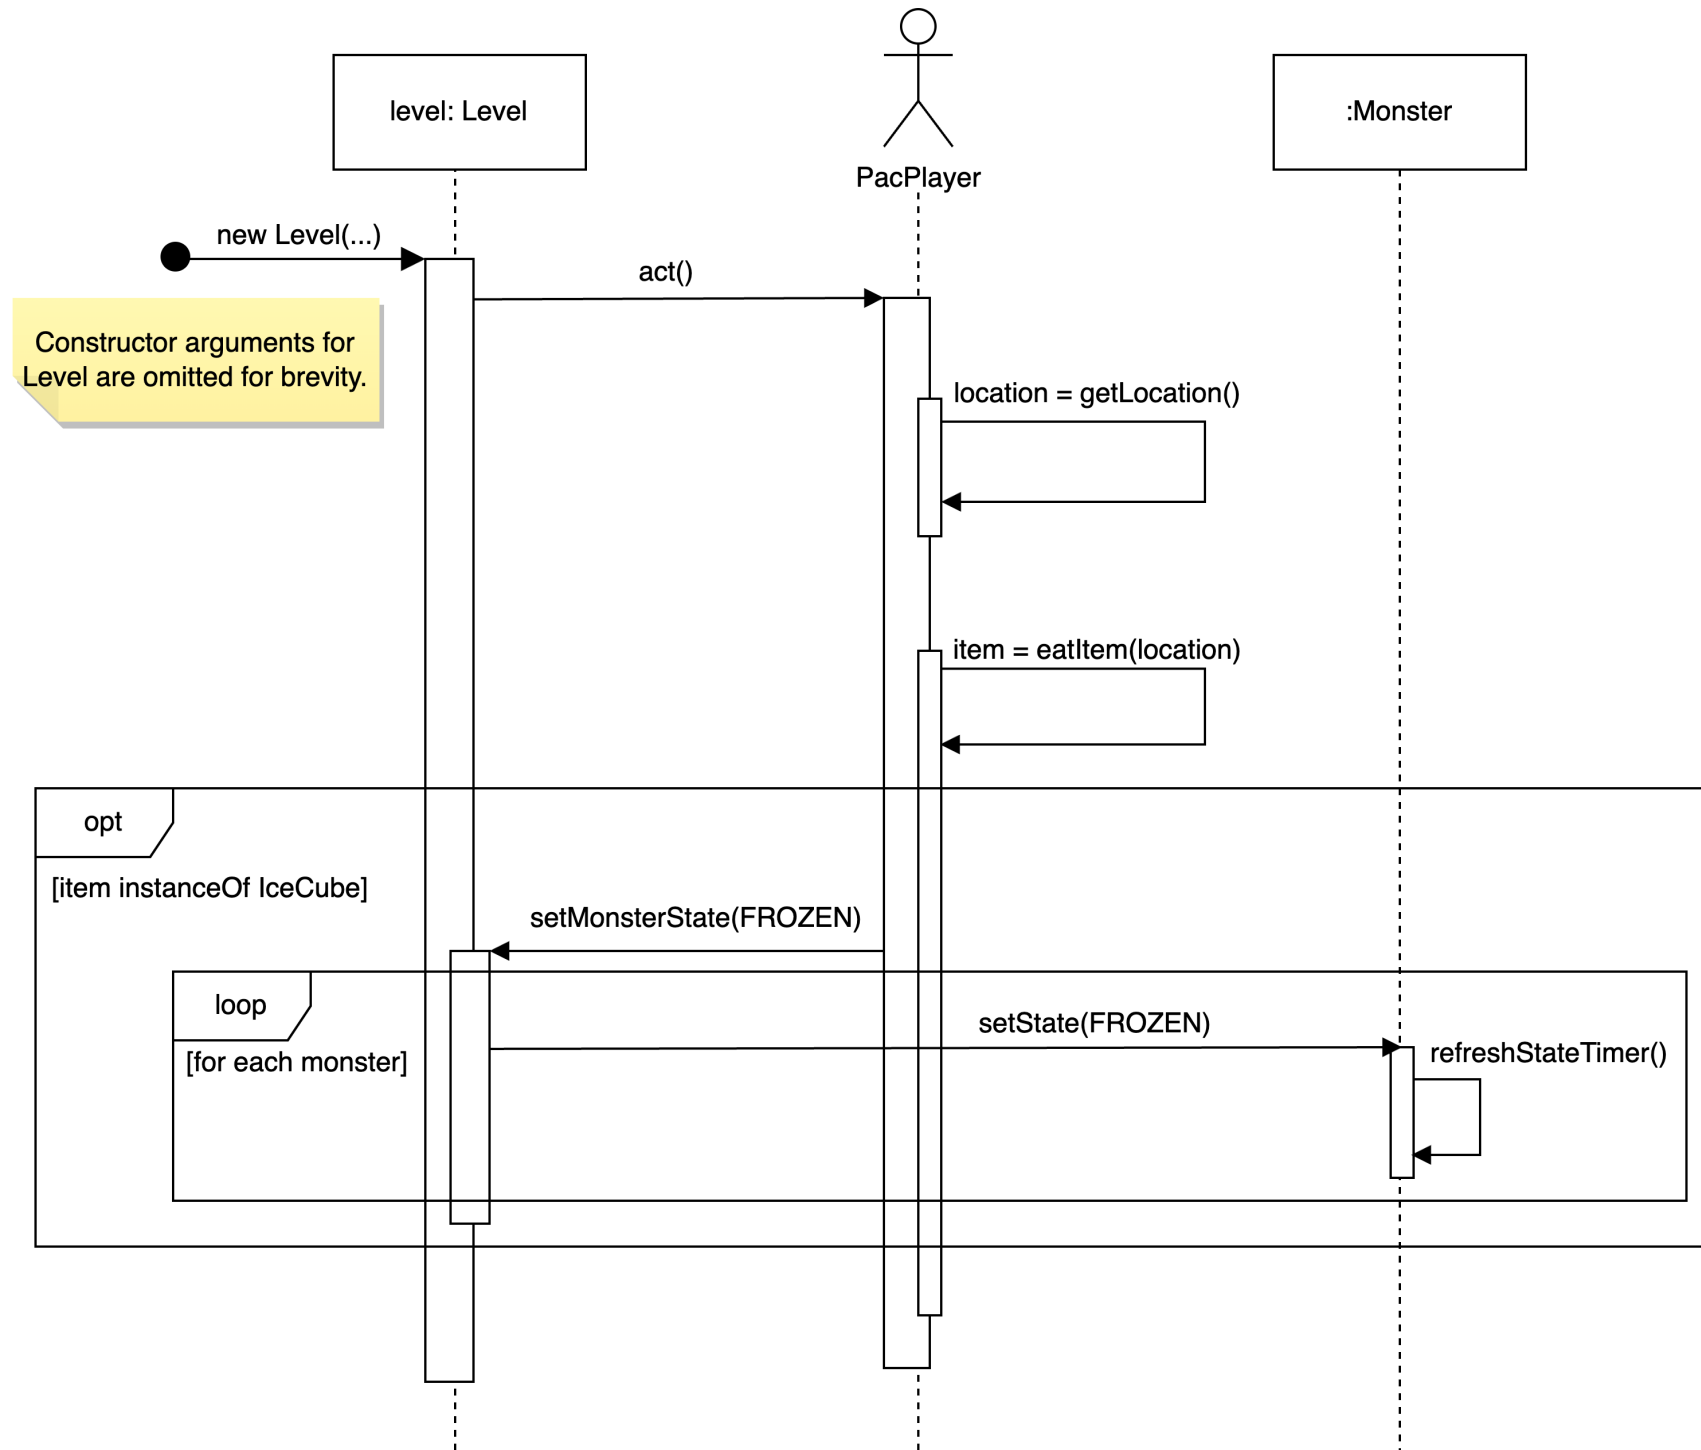 level: Level
PacPlayer
:Monster
new Level(...)
act()
Constructor arguments for
Level are omitted for brevity.
location = getLocation()
item = eatItem(location)
opt
[item instanceOf IceCube]
setMonsterState(FROZEN)
loop
[for each monster]
setState(FROZEN)
refreshStateTimer()